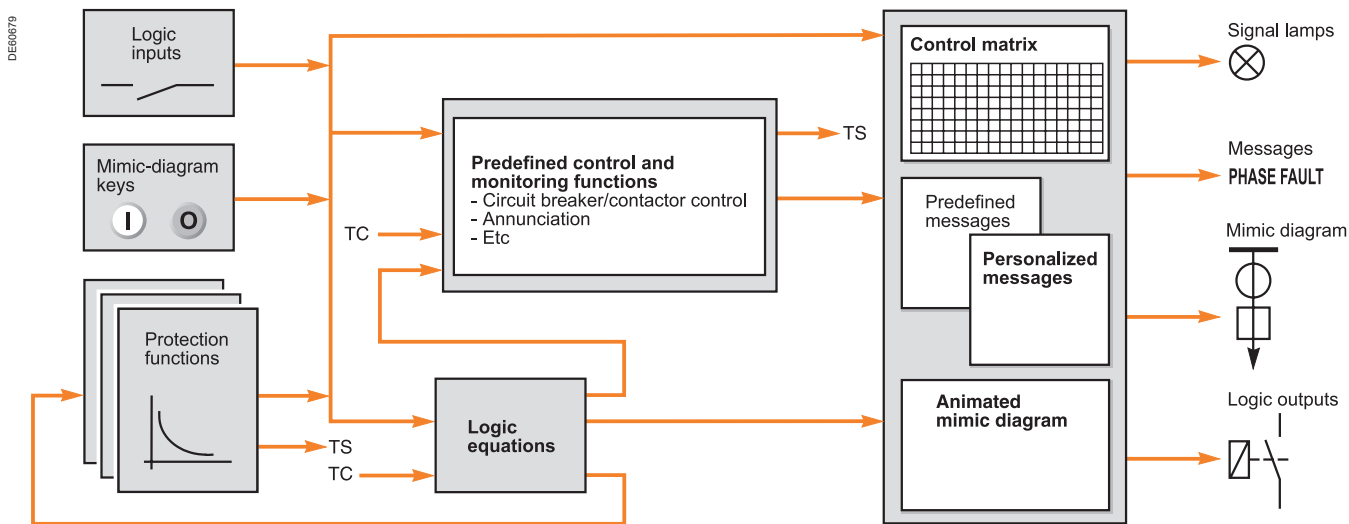 DE60679
Logic
inputs
Mimic-diagram
keys
I O
Protection
functions
TS
TC
Predefined control and
monitoring functions
- Circuit breaker/contactor control
- Annunciation
- Etc
TC
TS
Logic
equations
Control matrix
Predefined
messages
Personalized
messages
Animated
mimic diagram
Signal lamps
Messages
PHASE FAULT
Mimic diagram
Logic outputs